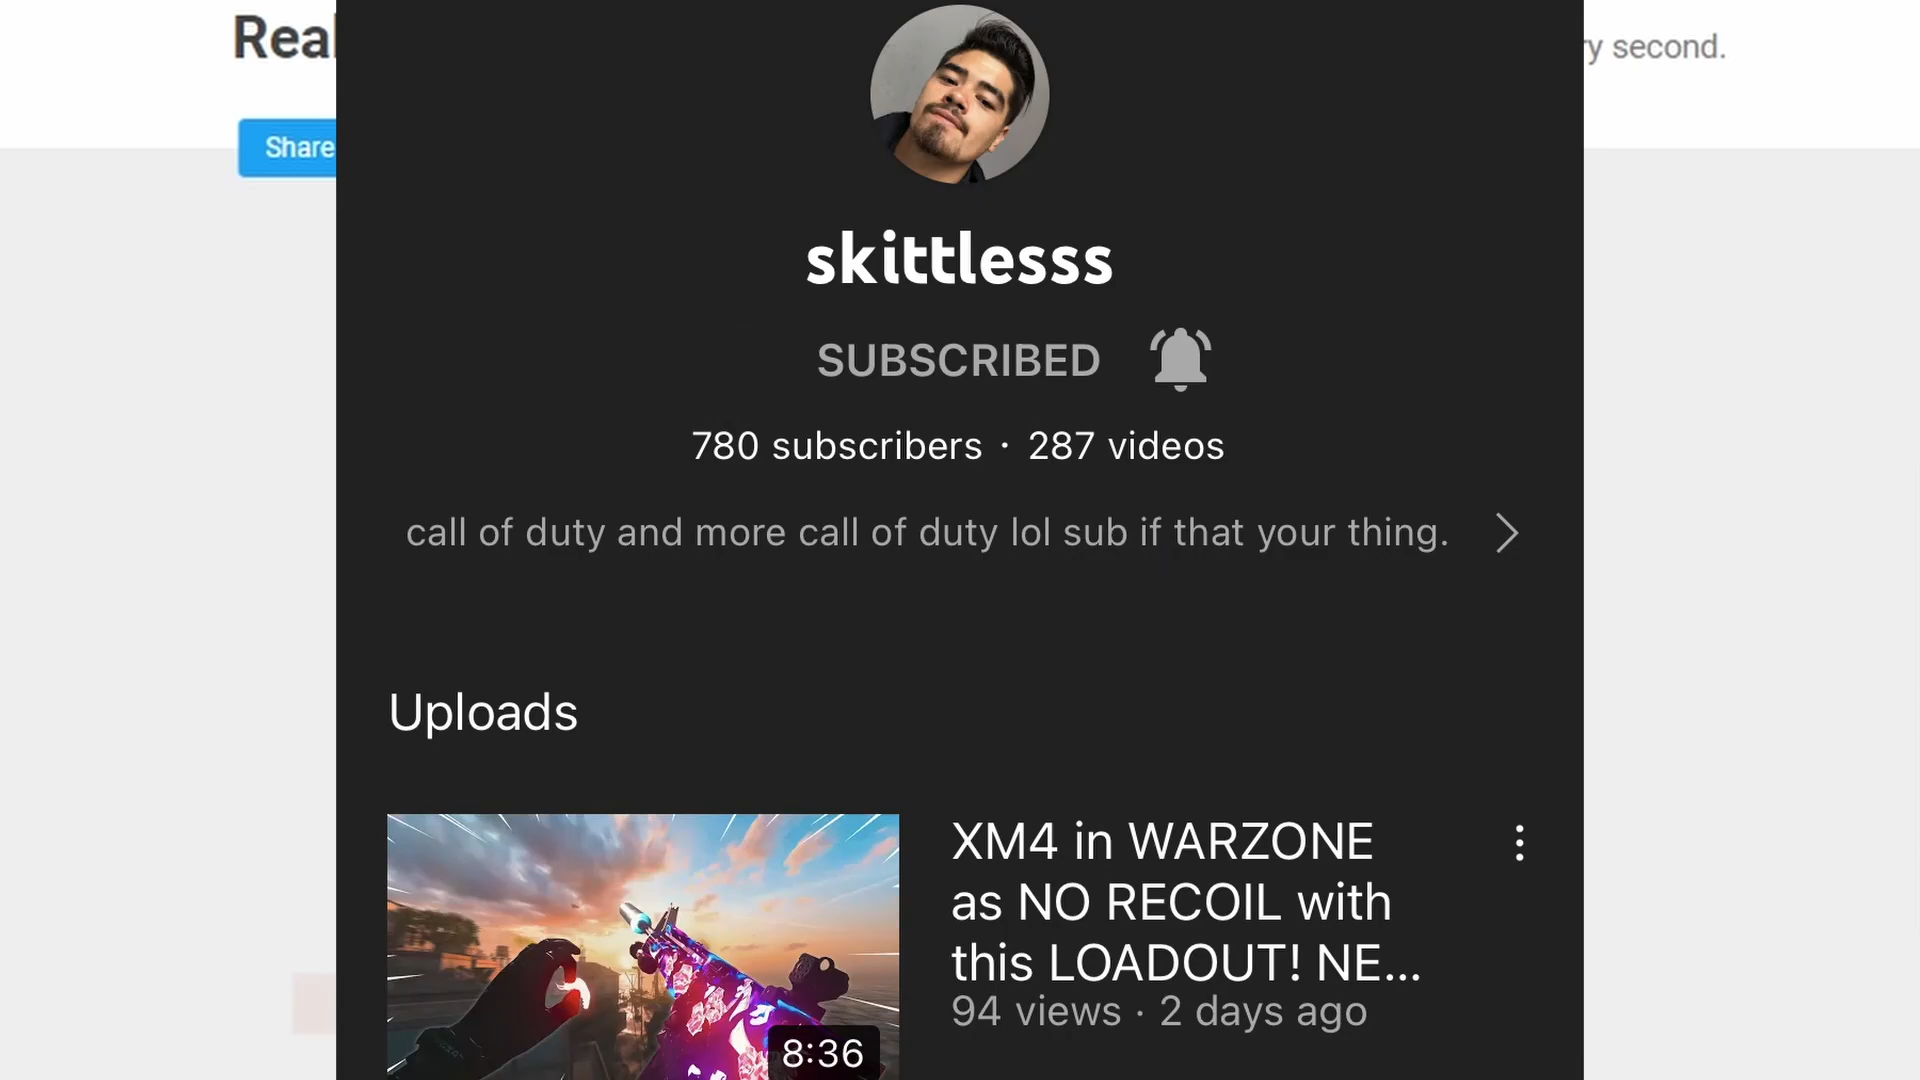 Real
ry second.
Share
skittlesss
SUBSCRIBED
780 subscribers · 287 videos
call of duty and more call of duty lol sub if that your thing.
Uploads
XM4 in WARZONE
as NO RECOIL with
this LOADOUT! NE...
94 views · 2 days ago
8:36